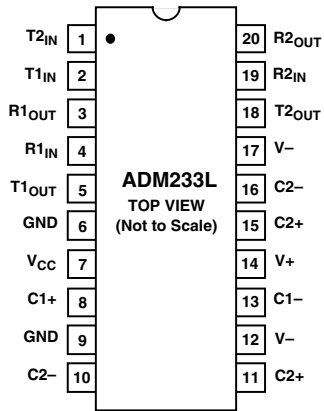 T2IN 1 20 R2OUT
T1IN 2 19 R2IN
R1OUT 3 18 T2OUT
R1IN 4 17 V–
T1OUT 5 16 C2–
ADM233L
TOP VIEW
(Not to Scale)
GND 6 15 C2+
VCC 7 14 V+
C1+ 8 13 C1–
GND 9 12 V–
C2– 10 11 C2+